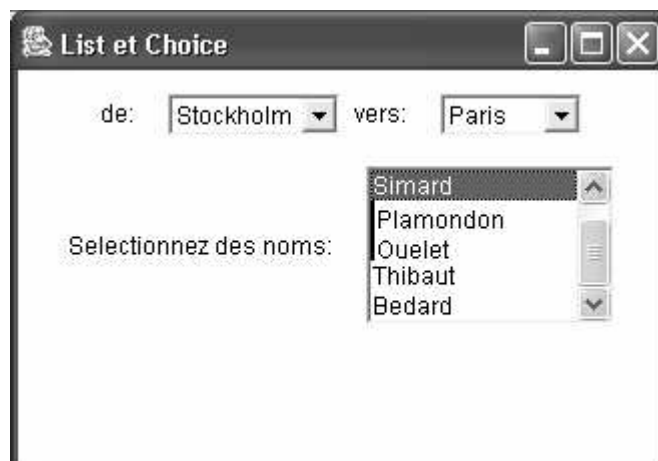 List et Choice
de: Stockholm vers: Paris
Simard
Plamondon
Selectionnez des noms: Ouelet
Thibaut
Bedard